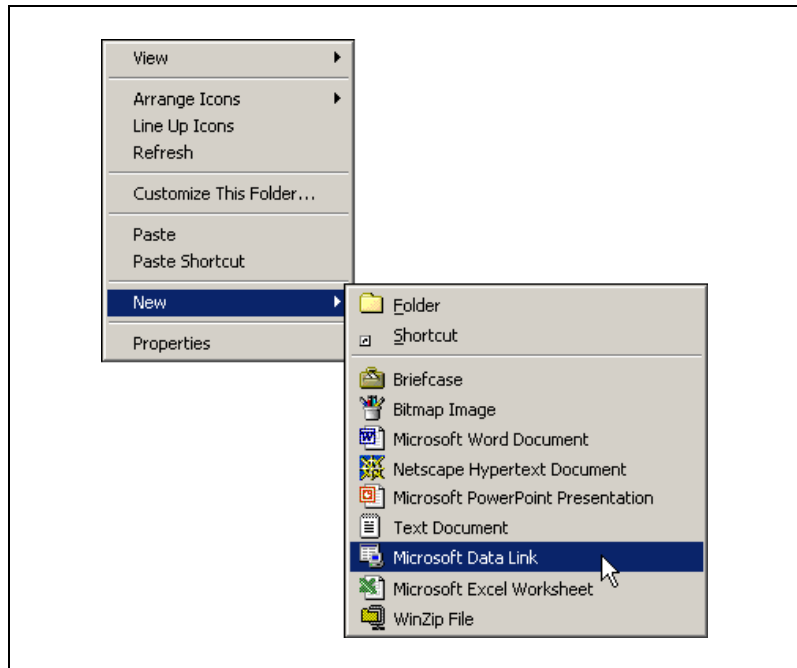 View
Arrange Icons
Line Up Icons
Refresh
Customize This Folder...
Paste
Paste Shortcut
New
Properties
Folder
Shortcut
Briefcase
Bitmap Image
Microsoft Word Document
Netscape Hypertext Document
Microsoft PowerPoint Presentation
Text Document
Microsoft Data Link
Microsoft Excel Worksheet
WinZip File